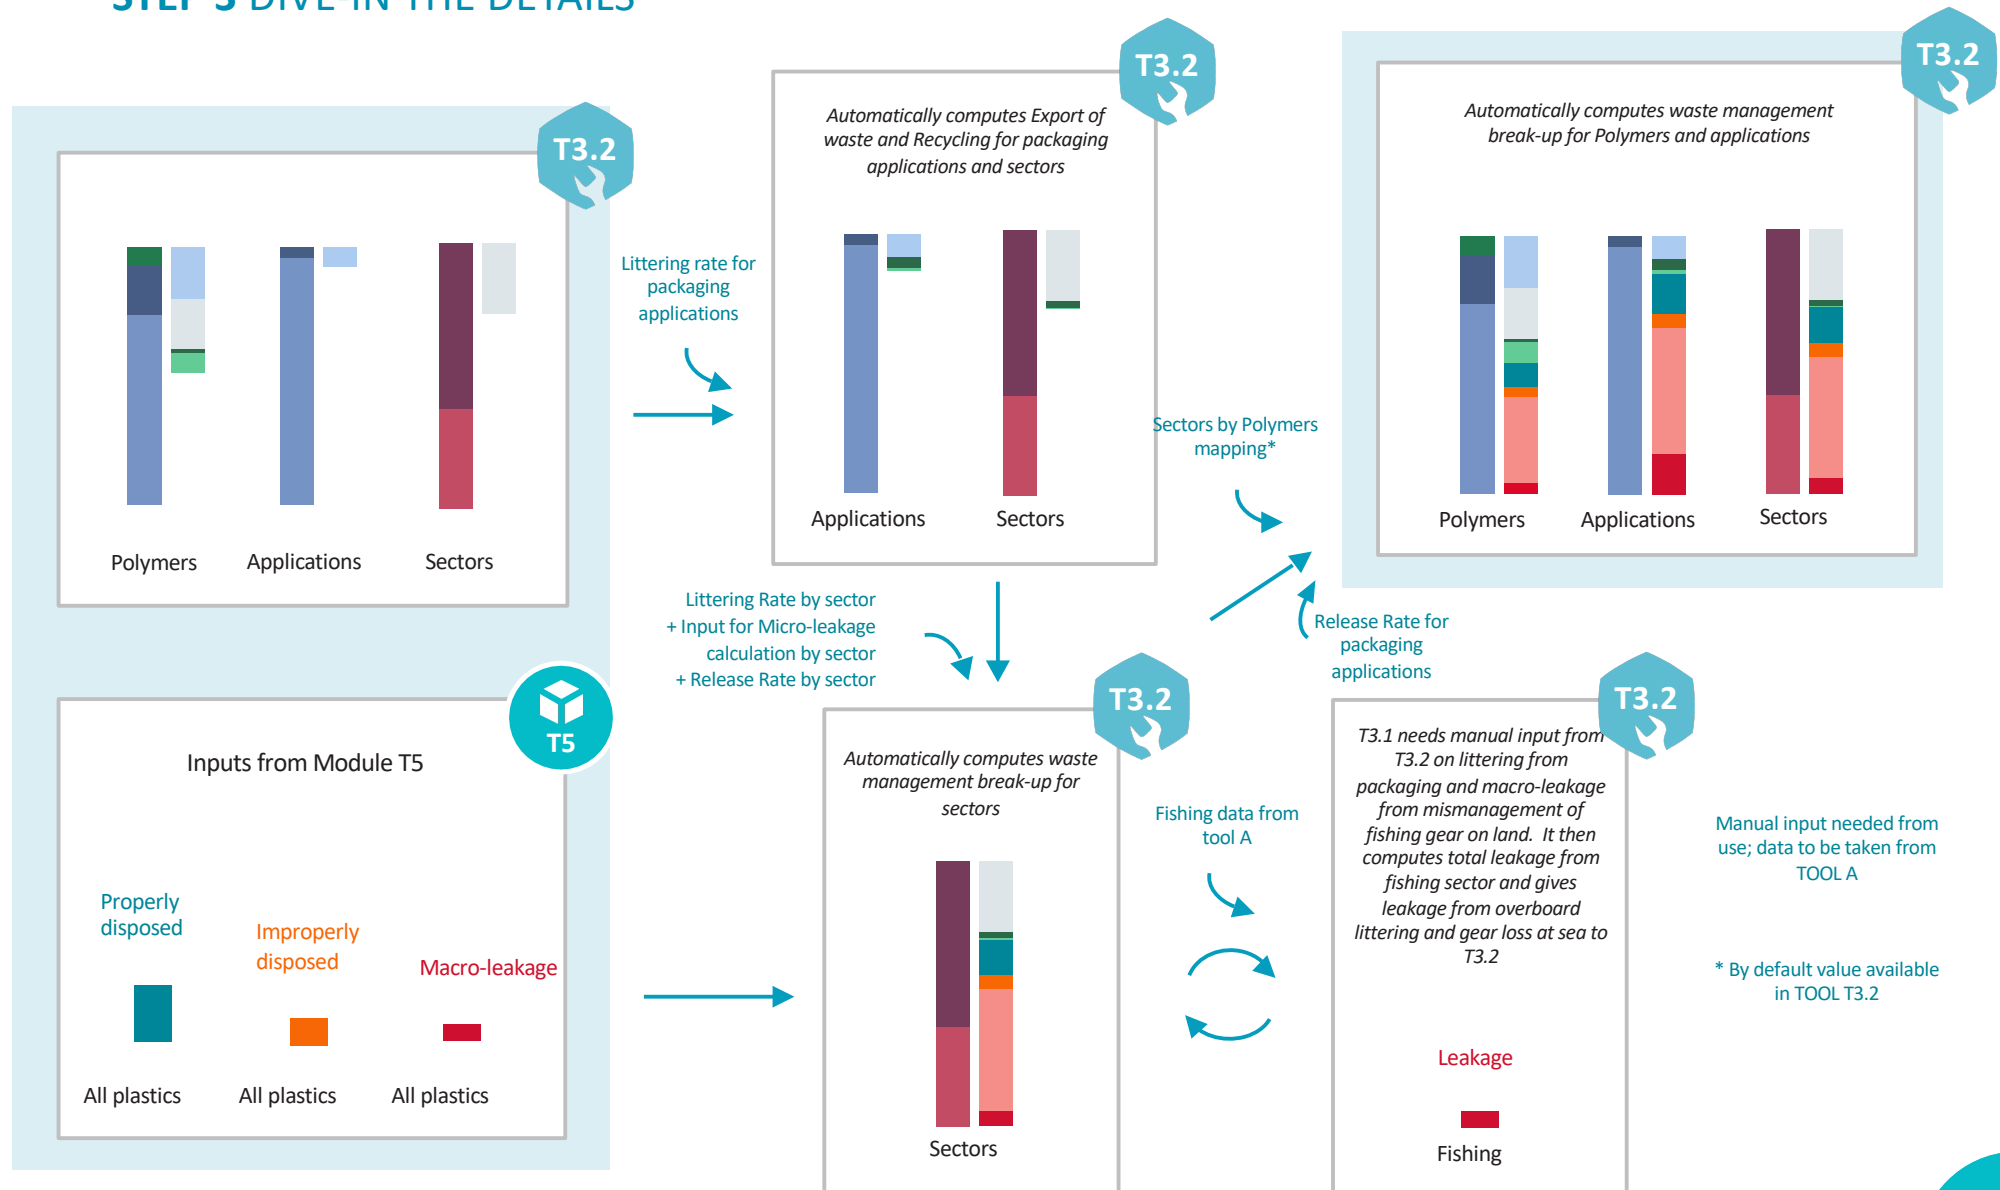 STEP 3 DIVE-IN THE DETAILS
T3.2
Polymers
Applications
Sectors
T5
Inputs from Module T5
Properly
disposed
Improperly
disposed
Macro-leakage
All plastics
All plastics
All plastics
Littering rate for
packaging
applications
T3.2
Automatically computes Export of
waste and Recycling for packaging
applications and sectors
Applications
Sectors
Littering Rate by sector
+ Input for Micro-leakage
calculation by sector
+ Release Rate by sector
T3.2
Automatically computes waste
management break-up for
sectors
Sectors
Sectors by Polymers
mapping*
Release Rate for
packaging
applications
T3.2
Automatically computes waste management
break-up for Polymers and applications
Polymers
Applications
Sectors
Fishing data from
tool A
T3.2
T3.1 needs manual input from
T3.2 on littering from
packaging and macro-leakage
from mismanagement of
fishing gear on land. It then
computes total leakage from
fishing sector and gives
leakage from overboard
littering and gear loss at sea to
T3.2
Leakage
Fishing
Manual input needed from
use; data to be taken from
TOOL A
* By default value available
in TOOL T3.2